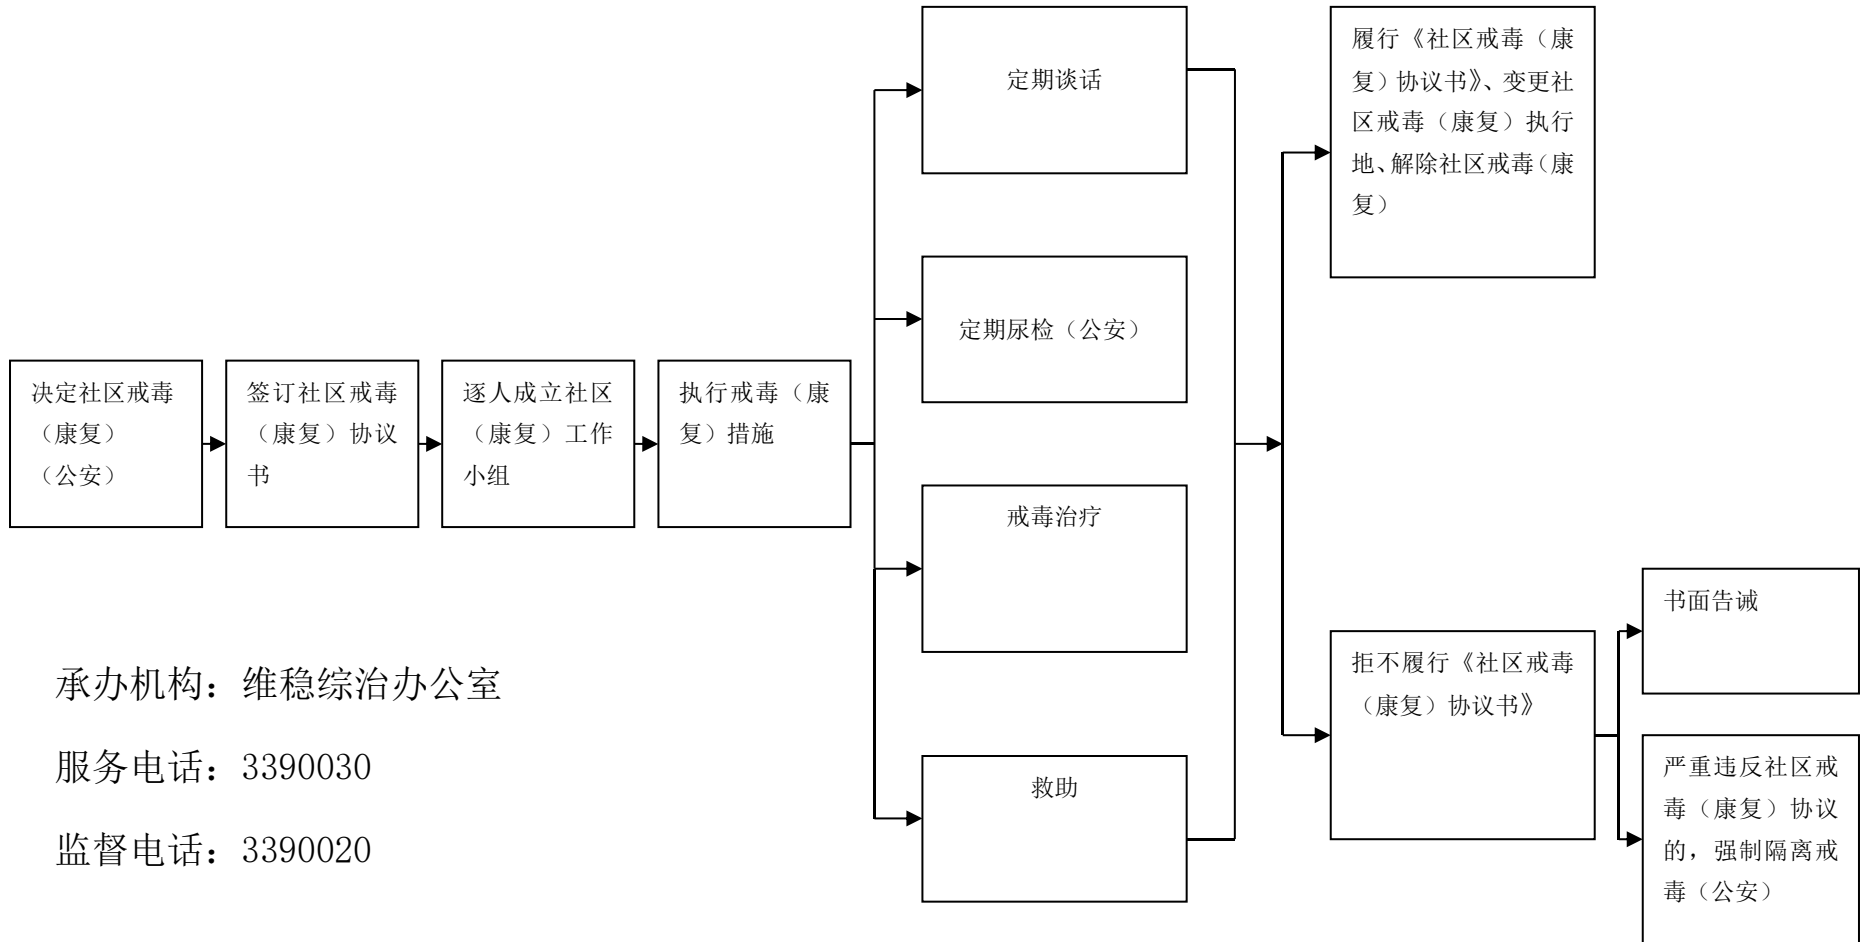 决定社区戒毒
（康复）
（公安）
签订社区戒毒
（康复）协议
书
逐人成立社区
（康复）工作
小组
执行戒毒（康
复）措施
定期谈话
定期尿检（公安）
戒毒治疗
救助
履行《社区戒毒（康
复）协议书》、变更社
区戒毒（康复）执行
地、解除社区戒毒（康
复）
拒不履行《社区戒毒
（康复）协议书》
书面告诫
严重违反社区戒
毒（康复）协议
的，强制隔离戒
毒（公安）
承办机构：维稳综治办公室
服务电话：3390030
监督电话：3390020